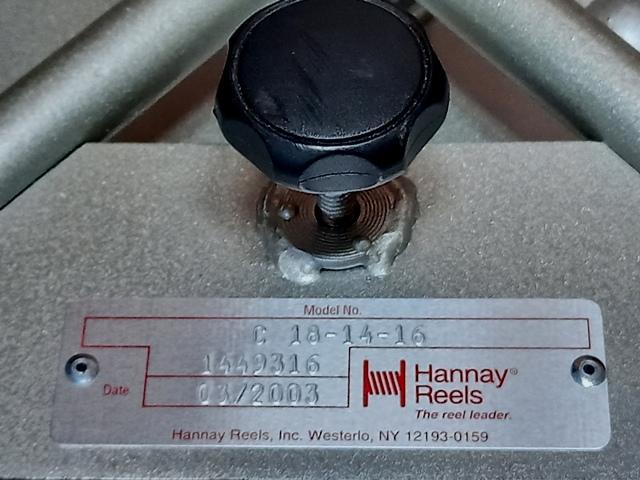 Model No.
C 18-14-16
1449316
Date 03/2003
Hannay®
Reels
The reel leader.
Hannay Reels, Inc. Westerlo, NY 12193-0159